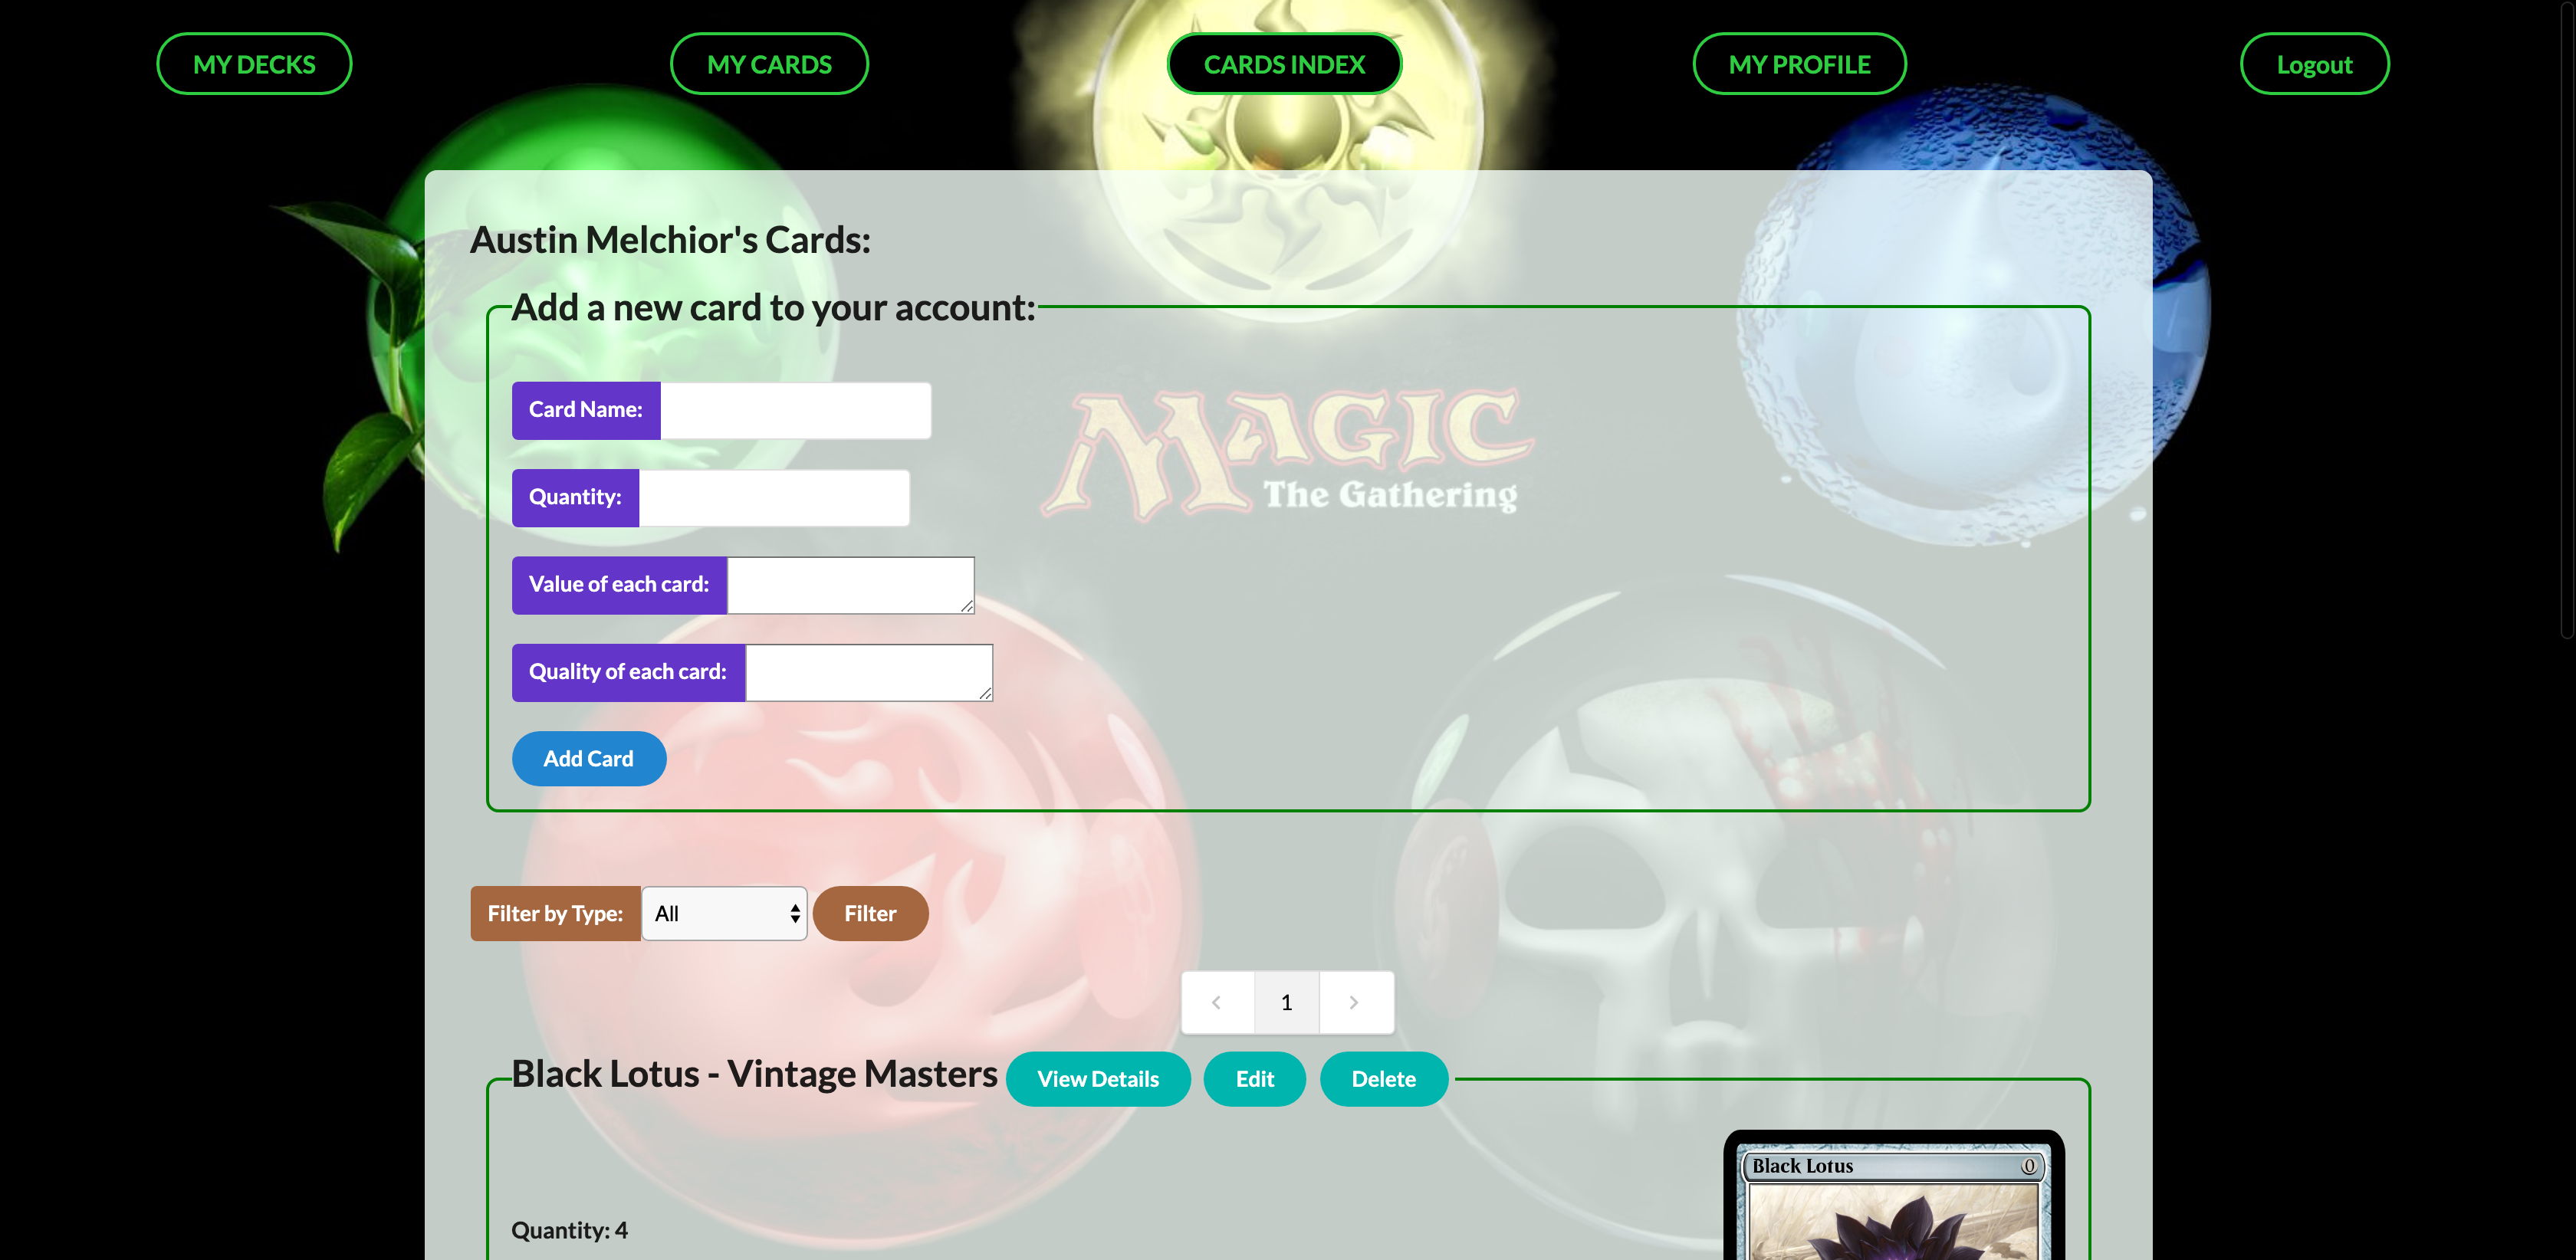 MY DECKS
MY CARDS
CARDS INDEX
MY PROFILE
Logout
Austin Melchior's Cards:
Add a new card to your account:
Card Name:
MAGIC
The Gathering
Quantity:
Value of each card:
Quality of each card:
Add Card
Filter by Type: All Filter
1
Black Lotus - Vintage Masters View Details Edit Delete
Black Lotus 0
Quantity: 4